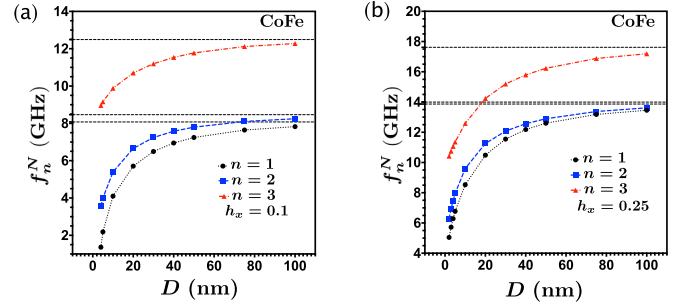 (a)
CoFe
14
12
10
8
6
4
2
f_n^N (GHz)
n = 1
n = 2
n = 3
h_x = 0.1
0 20 40 60 80 100
D (nm)
(b)
CoFe
20
18
16
14
12
10
8
6
4
f_n^N (GHz)
n = 1
n = 2
n = 3
h_x = 0.25
0 20 40 60 80 100
D (nm)